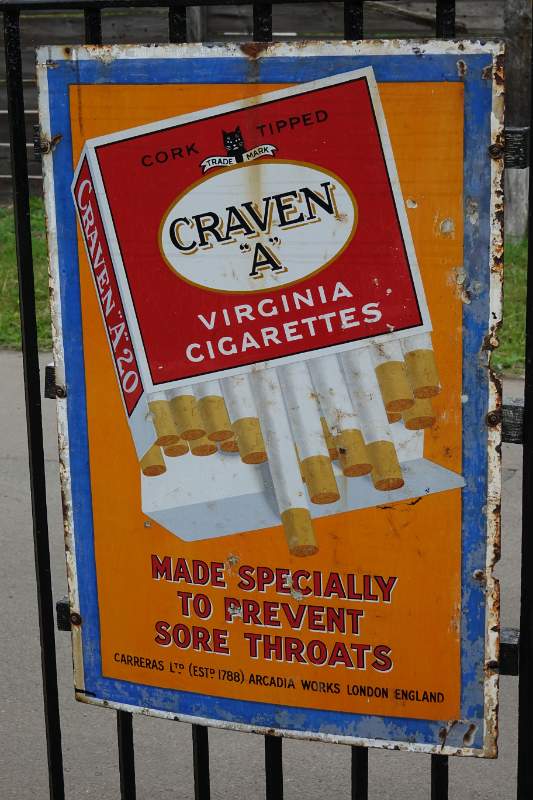 CORK TIPPED
TRADE MARK
CRAVEN
"A"
VIRGINIA
CIGARETTES
CRAVEN "A" 20
MADE SPECIALLY
TO PREVENT
SORE THROATS
CARRERAS LTD (ESTD 1788) ARCADIA WORKS LONDON ENGLAND